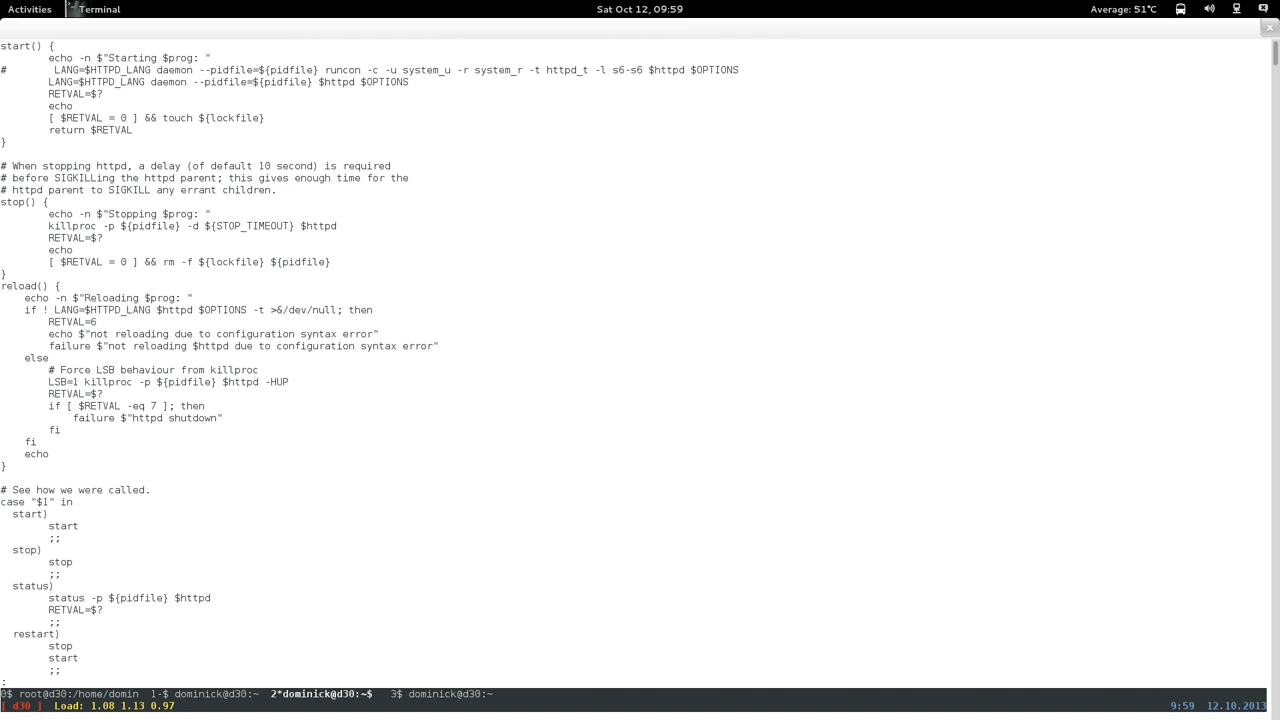 Activities Terminal Sat Oct 12, 09:59 Average: 51°C
start() {
        echo -n $"Starting $prog: "
#        LANG=$HTTPD_LANG daemon --pidfile=${pidfile} runcon -c -u system_u -r system_r -t httpd_t -l s6-s6 $httpd $OPTIONS
        LANG=$HTTPD_LANG daemon --pidfile=${pidfile} $httpd $OPTIONS
        RETVAL=$?
        echo
        [ $RETVAL = 0 ] && touch ${lockfile}
        return $RETVAL
}
# When stopping httpd, a delay (of default 10 second) is required
# before SIGKILLing the httpd parent; this gives enough time for the
# httpd parent to SIGKILL any errant children.
stop() {
        echo -n $"Stopping $prog: "
        killproc -p ${pidfile} -d ${STOP_TIMEOUT} $httpd
        RETVAL=$?
        echo
        [ $RETVAL = 0 ] && rm -f ${lockfile} ${pidfile}
}
reload() {
    echo -n $"Reloading $prog: "
    if ! LANG=$HTTPD_LANG $httpd $OPTIONS -t >&/dev/null; then
        RETVAL=6
        echo $"not reloading due to configuration syntax error"
        failure $"not reloading $httpd due to configuration syntax error"
    else
        # Force LSB behaviour from killproc
        LSB=1 killproc -p ${pidfile} $httpd -HUP
        RETVAL=$?
        if [ $RETVAL -eq 7 ]; then
            failure $"httpd shutdown"
        fi
    fi
    echo
}
# See how we were called.
case "$1" in
  start)
        start
        ;;
  stop)
        stop
        ;;
  status)
        status -p ${pidfile} $httpd
        RETVAL=$?
        ;;
  restart)
        stop
        start
        ;;
:
0$ root@d30:/home/domin  1-$ dominick@d30:~  2*dominick@d30:~$  3$ dominick@d30:~
[ d30 ] Load: 1.08 1.13 0.97 9:59 12.10.2013